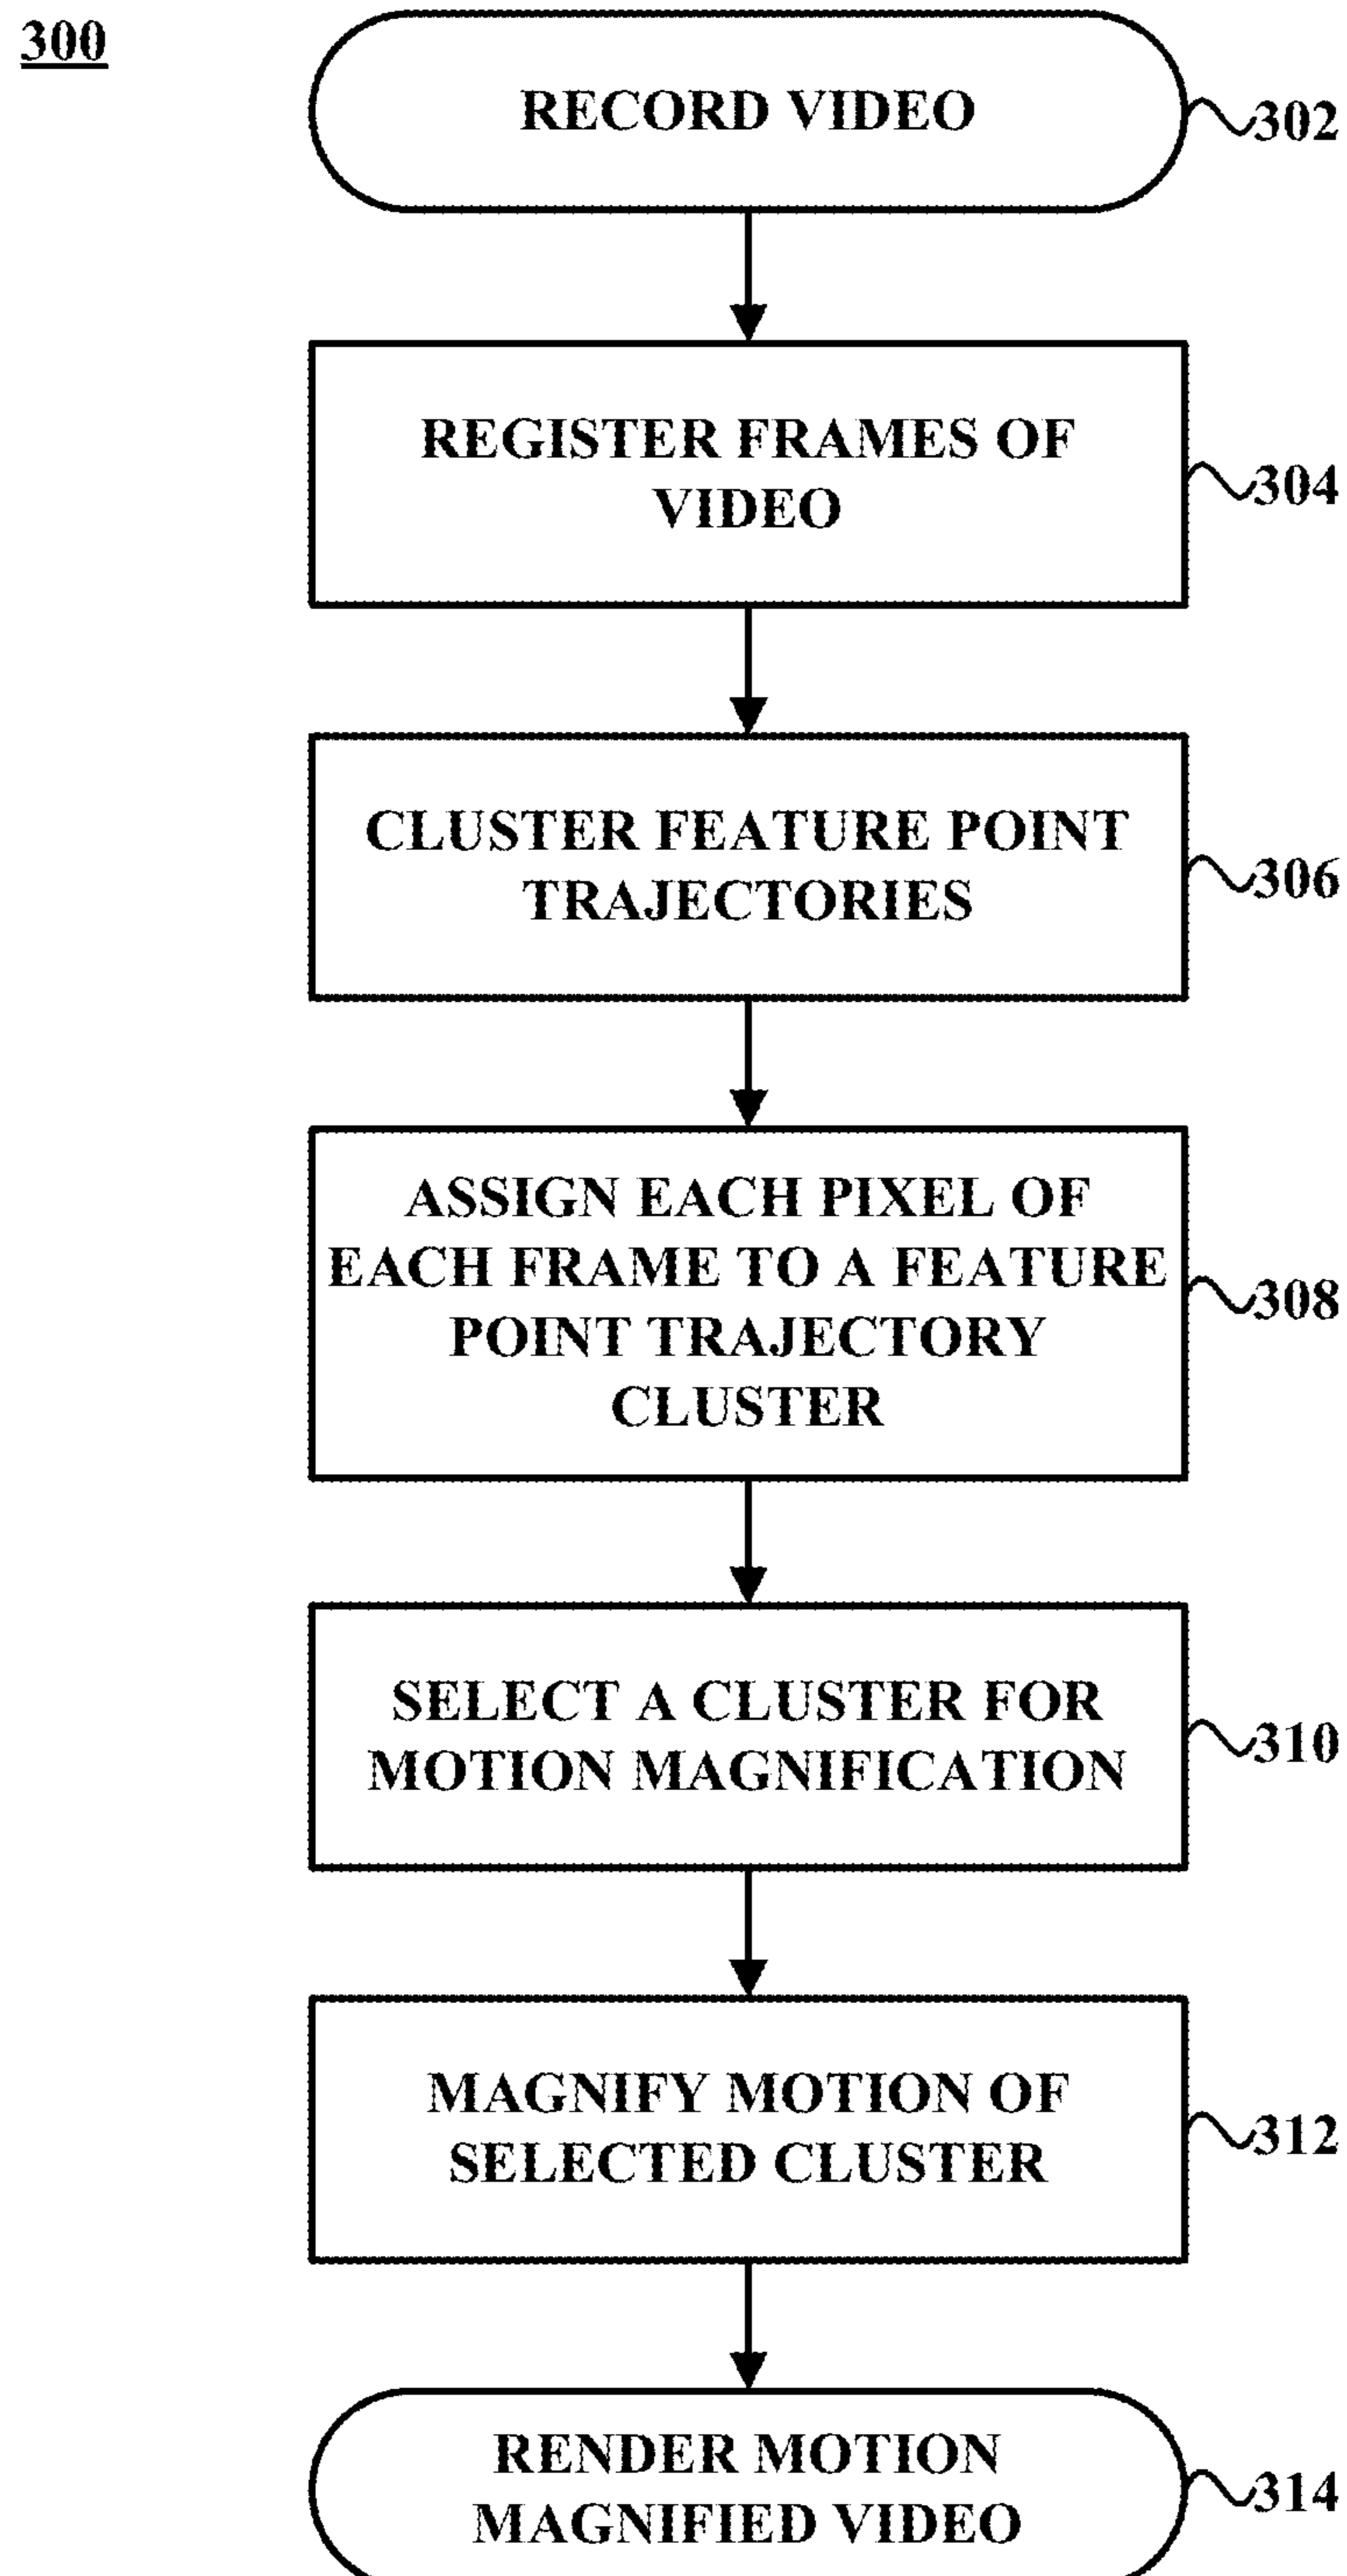 300
RECORD VIDEO
302
REGISTER FRAMES OF
VIDEO
304
CLUSTER FEATURE POINT
TRAJECTORIES
306
ASSIGN EACH PIXEL OF
EACH FRAME TO A FEATURE
POINT TRAJECTORY
CLUSTER
308
SELECT A CLUSTER FOR
MOTION MAGNIFICATION
310
MAGNIFY MOTION OF
SELECTED CLUSTER
312
RENDER MOTION
MAGNIFIED VIDEO
314